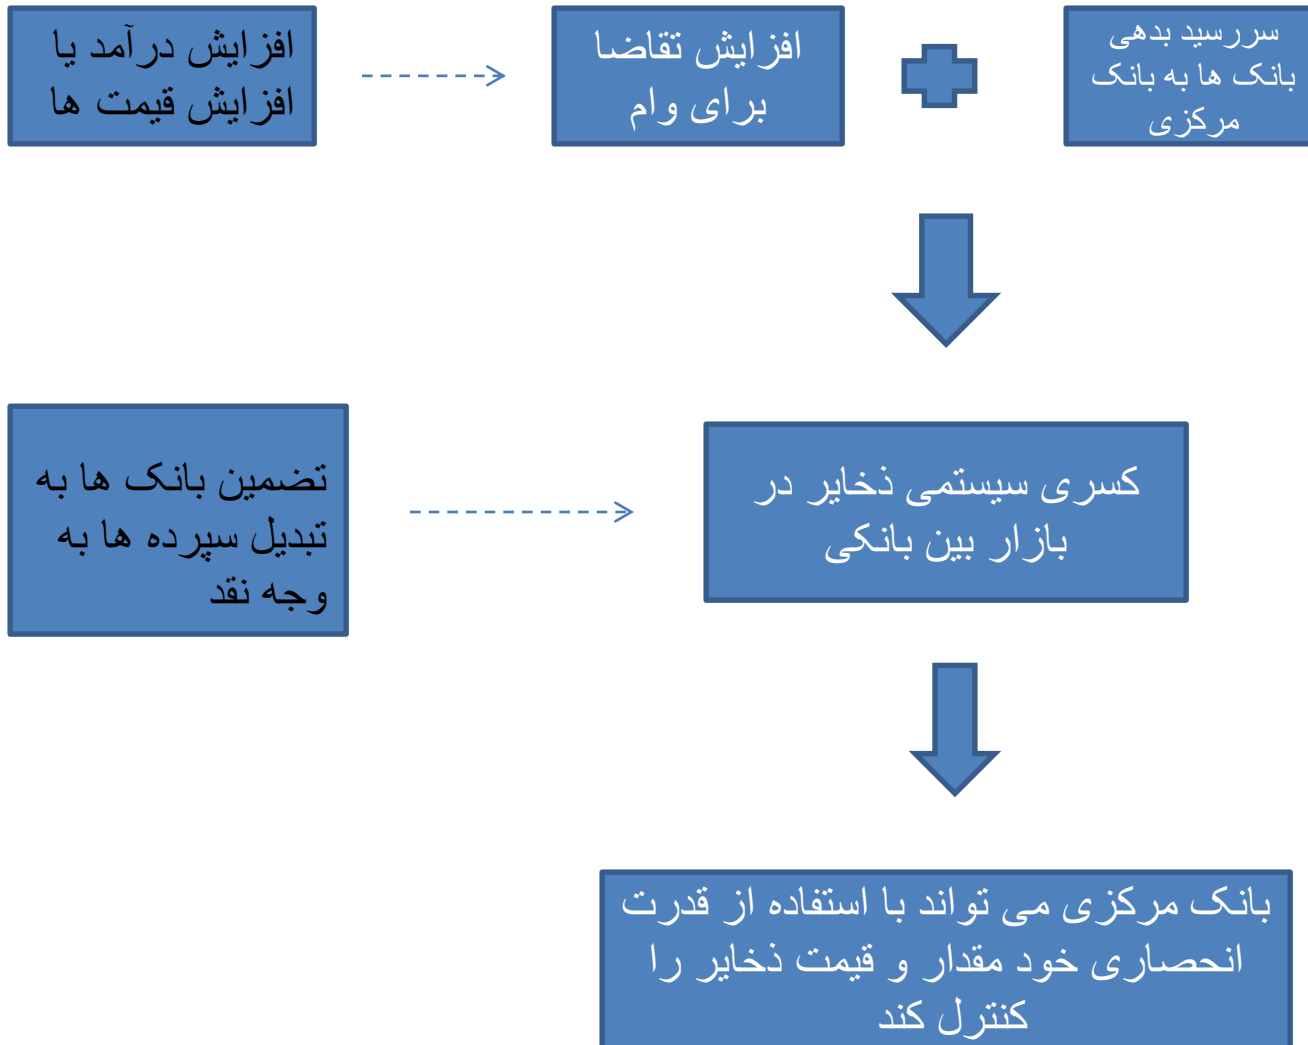 سررسید بدهی
بانک ها به بانک
مرکزی
افزایش تقاضا
برای وام
افزایش درآمد یا
افزایش قیمت ها
کسری سیستمی ذخایر در
بازار بین بانکی
تضمین بانک ها به
تبدیل سپرده ها به
وجه نقد
بانک مرکزی می تواند با استفاده از قدرت
انحصاری خود مقدار و قیمت ذخایر را
کنترل کند